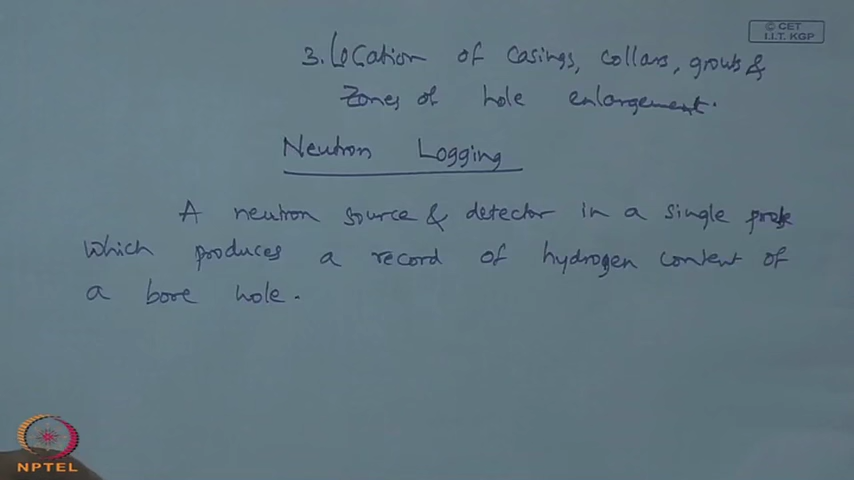 © CET
I.I.T. KGP
3. Location of casings, collars, grouts &
Zones of hole enlargement.
Neutron Logging
A neutron source & detector in a single probe
which produces a record of hydrogen content of
a bore hole.
NPTEL